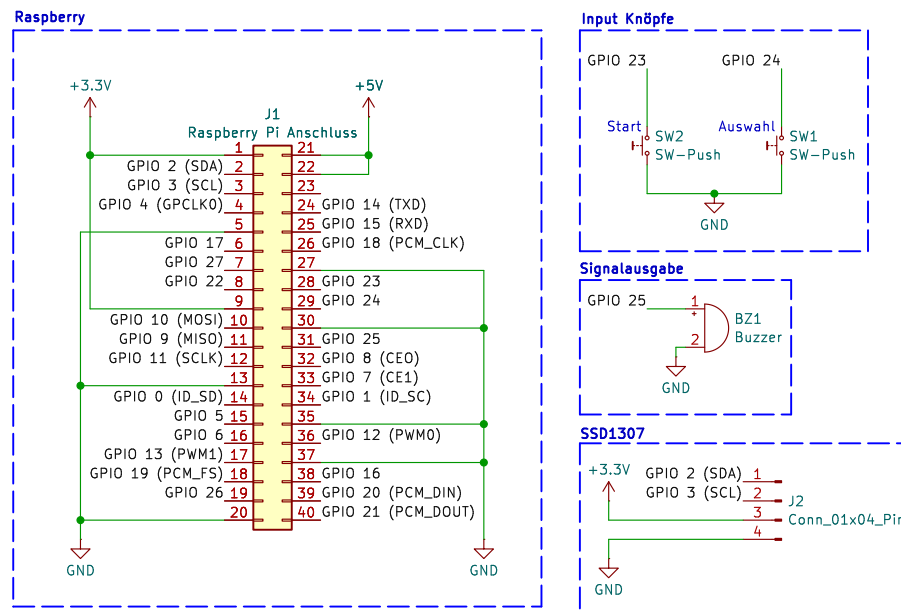 Raspberry
+3.3V
+5V
J1
Raspberry Pi Anschluss
1 21
GPIO 2 (SDA) 2 22
GPIO 3 (SCL) 3 23
GPIO 4 (GPCLK0) 4 24 GPIO 14 (TXD)
5 25 GPIO 15 (RXD)
GPIO 17 6 26 GPIO 18 (PCM_CLK)
GPIO 27 7 27
GPIO 22 8 28 GPIO 23
9 29 GPIO 24
GPIO 10 (MOSI) 10 30
GPIO 9 (MISO) 11 31 GPIO 25
GPIO 11 (SCLK) 12 32 GPIO 8 (CE0)
13 33 GPIO 7 (CE1)
GPIO 0 (ID_SD) 14 34 GPIO 1 (ID_SC)
GPIO 5 15 35
GPIO 6 16 36 GPIO 12 (PWM0)
GPIO 13 (PWM1) 17 37
GPIO 19 (PCM_FS) 18 38 GPIO 16
GPIO 26 19 39 GPIO 20 (PCM_DIN)
20 40 GPIO 21 (PCM_DOUT)
GND
GND
Input Knöpfe
GPIO 23
GPIO 24
Start
SW2
SW-Push
Auswahl
SW1
SW-Push
GND
Signalausgabe
GPIO 25
1
+
2
BZ1
Buzzer
GND
SSD1307
+3.3V
GPIO 2 (SDA) 1
GPIO 3 (SCL) 2
3
4
J2
Conn_01x04_Pin
GND